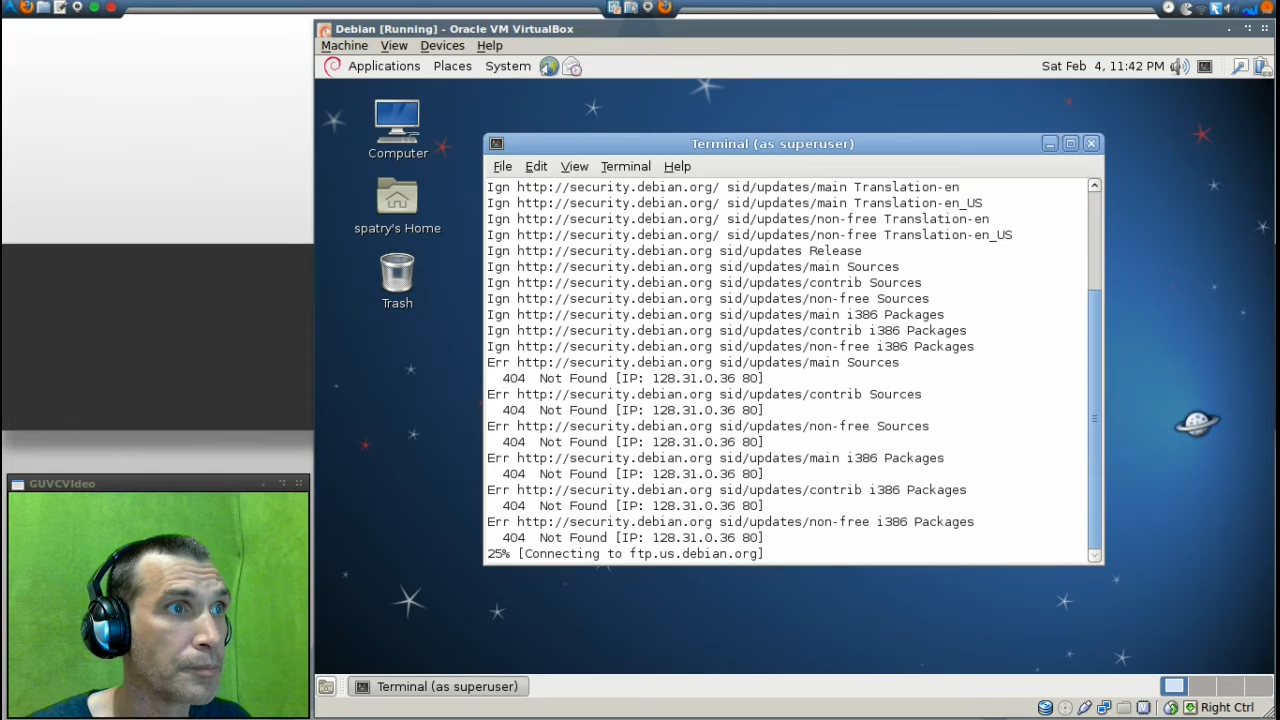 Debian [Running] - Oracle VM VirtualBox
Machine View Devices Help
Applications Places System
Sat Feb 4, 11:42 PM
Computer
spatry's Home
Trash
Terminal (as superuser)
File Edit View Terminal Help
Ign http://security.debian.org/ sid/updates/main Translation-en
Ign http://security.debian.org/ sid/updates/main Translation-en_US
Ign http://security.debian.org/ sid/updates/non-free Translation-en
Ign http://security.debian.org/ sid/updates/non-free Translation-en_US
Ign http://security.debian.org sid/updates Release
Ign http://security.debian.org sid/updates/main Sources
Ign http://security.debian.org sid/updates/contrib Sources
Ign http://security.debian.org sid/updates/non-free Sources
Ign http://security.debian.org sid/updates/main i386 Packages
Ign http://security.debian.org sid/updates/contrib i386 Packages
Ign http://security.debian.org sid/updates/non-free i386 Packages
Err http://security.debian.org sid/updates/main Sources
404 Not Found [IP: 128.31.0.36 80]
Err http://security.debian.org sid/updates/contrib Sources
404 Not Found [IP: 128.31.0.36 80]
Err http://security.debian.org sid/updates/non-free Sources
404 Not Found [IP: 128.31.0.36 80]
Err http://security.debian.org sid/updates/main i386 Packages
404 Not Found [IP: 128.31.0.36 80]
Err http://security.debian.org sid/updates/contrib i386 Packages
404 Not Found [IP: 128.31.0.36 80]
Err http://security.debian.org sid/updates/non-free i386 Packages
404 Not Found [IP: 128.31.0.36 80]
25% [Connecting to ftp.us.debian.org]
GUVCVideo
Terminal (as superuser)
Right Ctrl